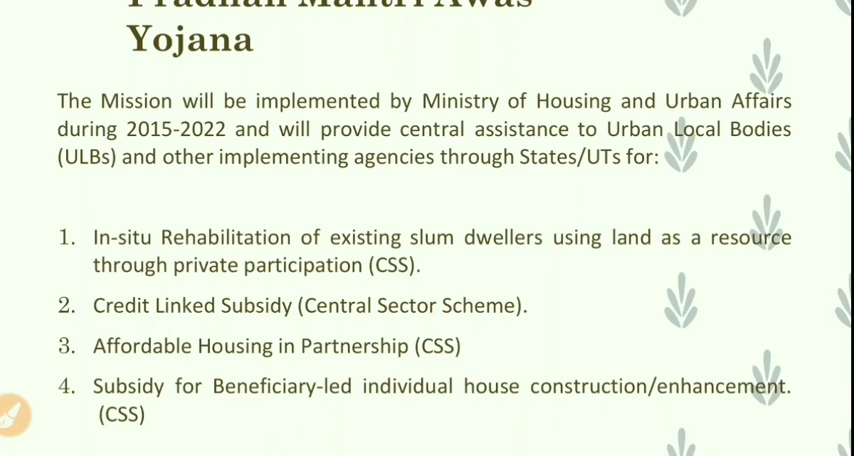 Pradhan Mantri Awas
Yojana
The Mission will be implemented by Ministry of Housing and Urban Affairs
during 2015-2022 and will provide central assistance to Urban Local Bodies
(ULBs) and other implementing agencies through States/UTs for:
1. In-situ Rehabilitation of existing slum dwellers using land as a resource
through private participation (CSS).
2. Credit Linked Subsidy (Central Sector Scheme).
3. Affordable Housing in Partnership (CSS)
4. Subsidy for Beneficiary-led individual house construction/enhancement.
(CSS)